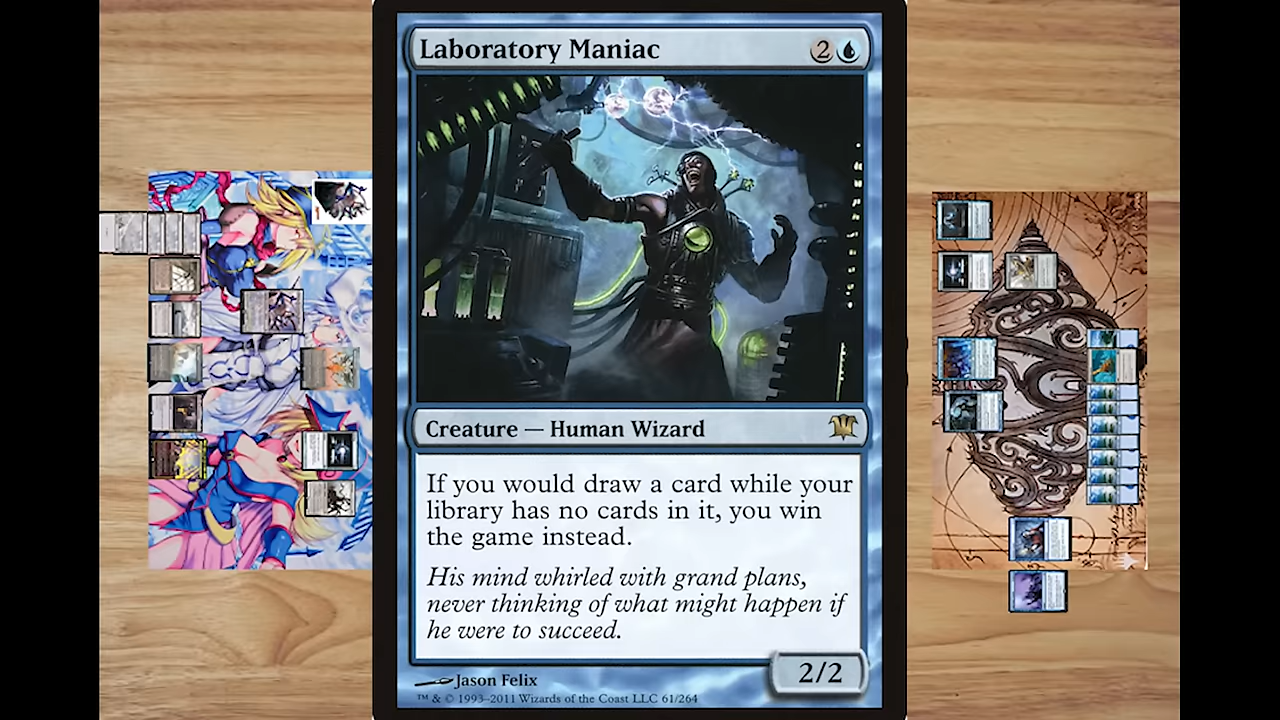 Laboratory Maniac 2
Creature — Human Wizard
If you would draw a card while your
library has no cards in it, you win
the game instead.
His mind whirled with grand plans,
never thinking of what might happen if
he were to succeed.
2/2
Jason Felix
™ & © 1993–2011 Wizards of the Coast LLC 61/264